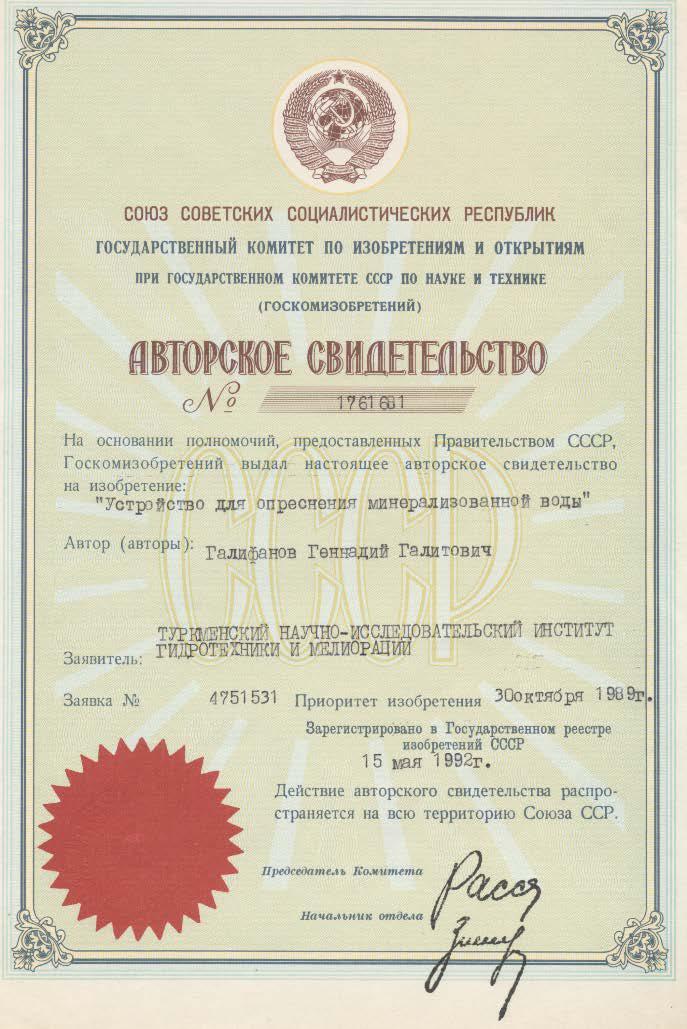 СОЮЗ СОВЕТСКИХ СОЦИАЛИСТИЧЕСКИХ РЕСПУБЛИК
ГОСУДАРСТВЕННЫЙ КОМИТЕТ ПО ИЗОБРЕТЕНИЯМ И ОТКРЫТИЯМ
ПРИ ГОСУДАРСТВЕННОМ КОМИТЕТЕ СССР ПО НАУКЕ И ТЕХНИКЕ
(ГОСКОМИЗОБРЕТЕНИЙ)
АВТОРСКОЕ СВИДЕТЕЛЬСТВО
№ 1761681
СССР
На основании полномочий, предоставленных Правительством СССР,
Госкомизобретений выдал настоящее авторское свидетельство
на изобретение:
"Устройство для опреснения минерализованной воды"
Автор (авторы): Галифанов Геннадий Галитович
ТУРКМЕНСКИЙ НАУЧНО-ИССЛЕДОВАТЕЛЬСКИЙ ИНСТИТУТ
Заявитель: ГИДРОТЕХНИКИ И МЕЛИОРАЦИИ
Заявка № 4751531 Приоритет изобретения 30октября 1989г.
Зарегистрировано в Государственном реестре
изобретений СССР
15 мая 1992г.
Действие авторского свидетельства распро-
страняется на всю территорию Союза ССР.
Председатель Комитета
Начальник отдела